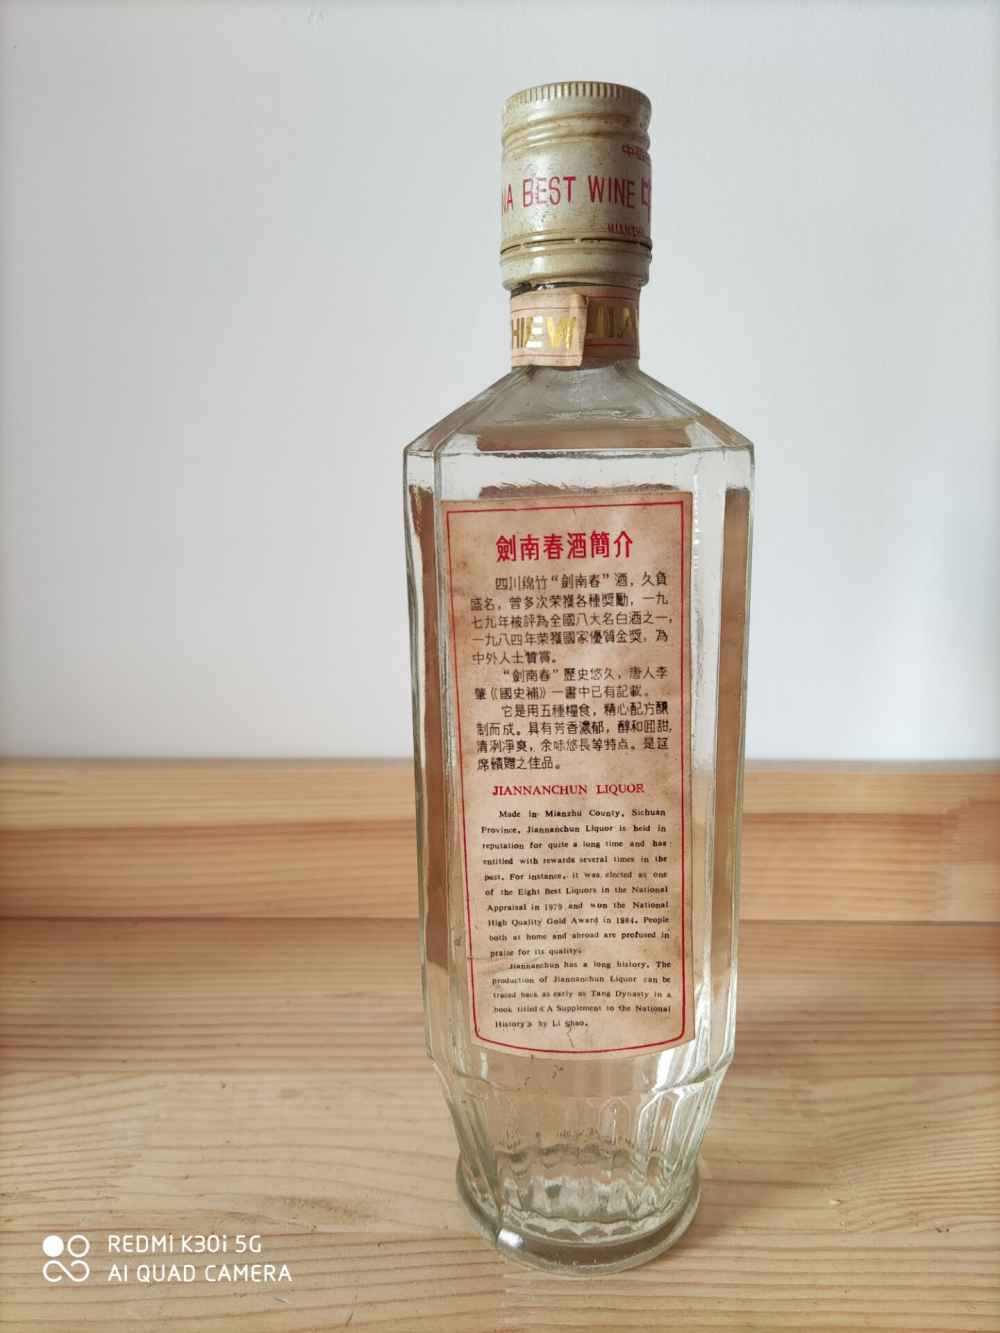 BEST WINE
劍南春酒簡介
四川绵竹“劍南春”酒，久負
盛名，曾多次荣獲各種獎勵，一九
七九年被評為全國八大名白酒之一，
一九八四年荣獲國家優質金獎，為
中外人士贊賞。
“劍南春”歷史悠久，唐人李
肇《國史補》一書中已有記載。
它是用五種糧食，精心配方釀
制而成。具有芳香濃郁，醇和回甜，
清洌凈爽，余味悠長等特点。是筵
席饋贈之佳品。
JIANNANCHUN LIQUOR
Made in Mianzhu County, Sichuan
Province, Jiannanchun Liquor is held in
reputation for quite a long time and has
entitled with rewards several times in the
past. For instance, it was elected as one
of the Eight Best Liquors in the National
Appraisal in 1979 and won the National
High Quality Gold Award in 1984. People
both at home and abroad are profused in
praise for its quality.
Jiannanchun has a long history. The
production of Jiannanchun Liquor can be
traced back as early as Tang Dynasty in a
book titled《A Supplement to the National
History》by Li Shao.
REDMI K30i 5G
AI QUAD CAMERA